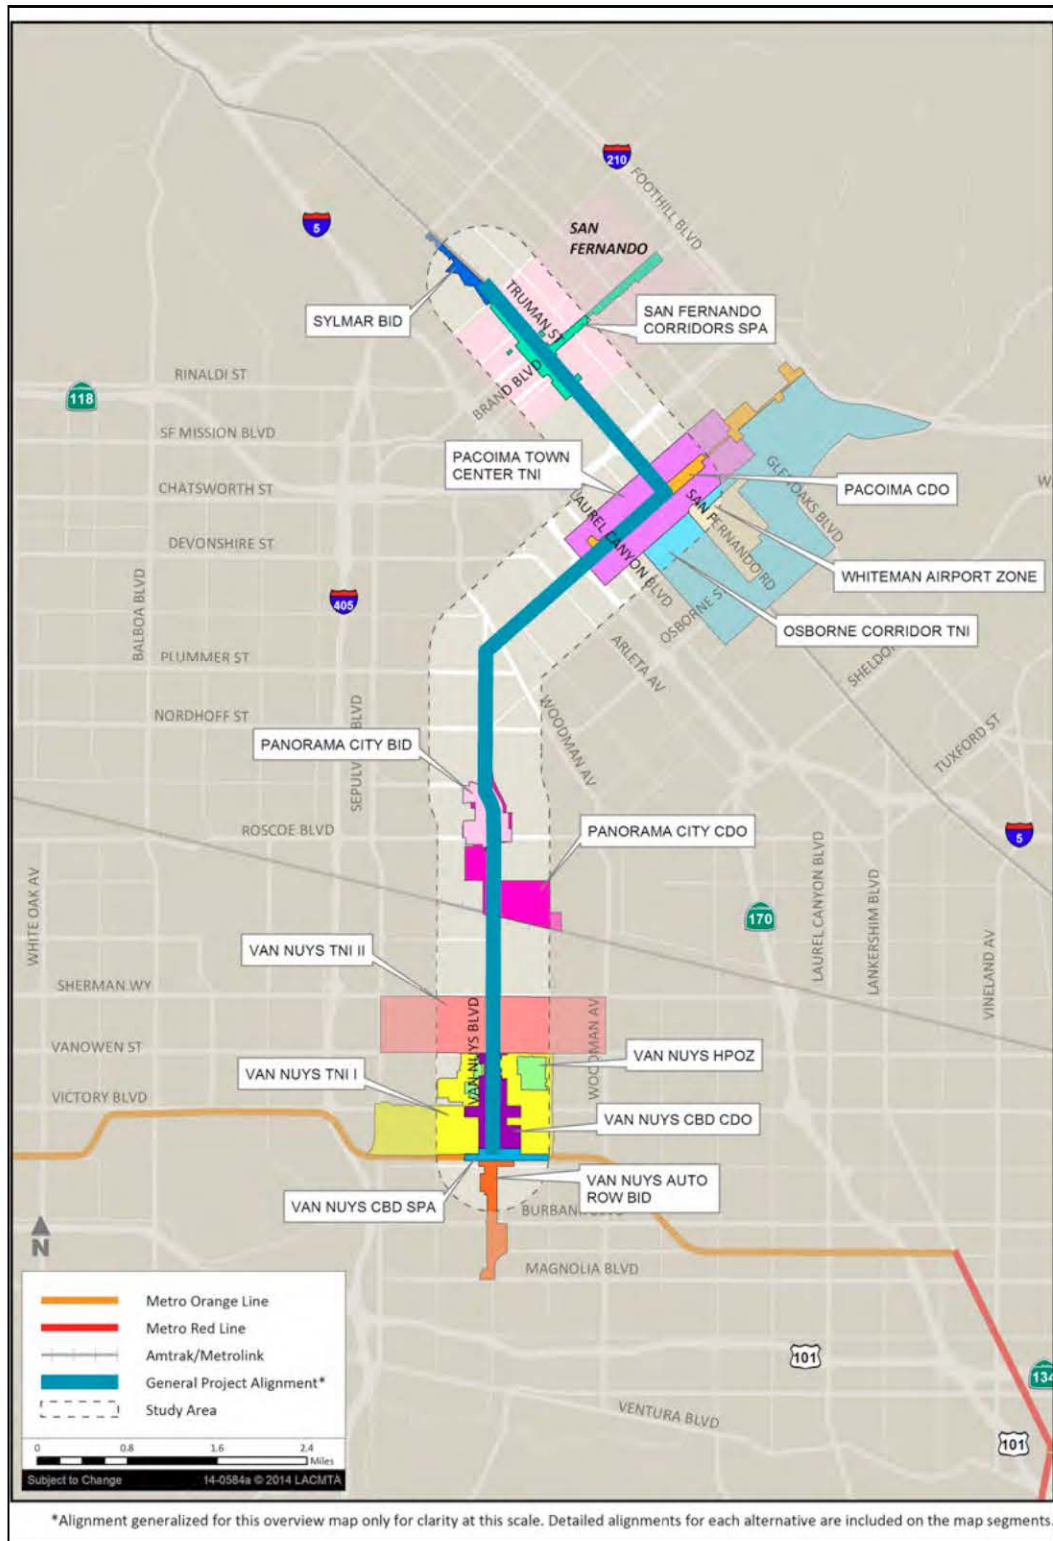 210
FOOTHILL BLVD
5
SAN
FERNANDO
TRUMAN ST
SYLMAR BID
SAN FERNANDO
CORRIDORS SPA
RINALDI ST
118
BRAND BLVD
SF MISSION BLVD
PACOIMA TOWN
CENTER TNI
GLENOAKS BLVD
CHATSWORTH ST
PACOIMA CDO
LAUREL CANYON BLVD
SAN FERNANDO RD
DEVONSHIRE ST
WHITEMAN AIRPORT ZONE
405
BALBOA BLVD
OSBORNE ST
OSBORNE CORRIDOR TNI
ARLETA AV
PLUMMER ST
SHELDON
NORDHOFF ST
WOODMAN AV
TUXFORD ST
PANORAMA CITY BID
SEPULV
BLVD
ROSCOE BLVD
PANORAMA CITY CDO
5
WHITE OAK AV
170
LAUREL CANYON BLVD
LANKERSHIM BLVD
VINELAND AV
VAN NUYS TNI II
SHERMAN WY
VAN NUYS BLVD
WOODMAN AV
VANOWEN ST
VAN NUYS HPOZ
VAN NUYS TNI I
VICTORY BLVD
VAN NUYS CBD CDO
VAN NUYS AUTO
ROW BID
VAN NUYS CBD SPA
BURBANK
N
MAGNOLIA BLVD
Metro Orange Line
Metro Red Line
Amtrak/Metrolink
General Project Alignment*
Study Area
101
134
VENTURA BLVD
101
0 0.8 1.6 2.4
Miles
Subject to Change 14-0584a © 2014 LACMTA
*Alignment generalized for this overview map only for clarity at this scale. Detailed alignments for each alternative are included on the map segments.